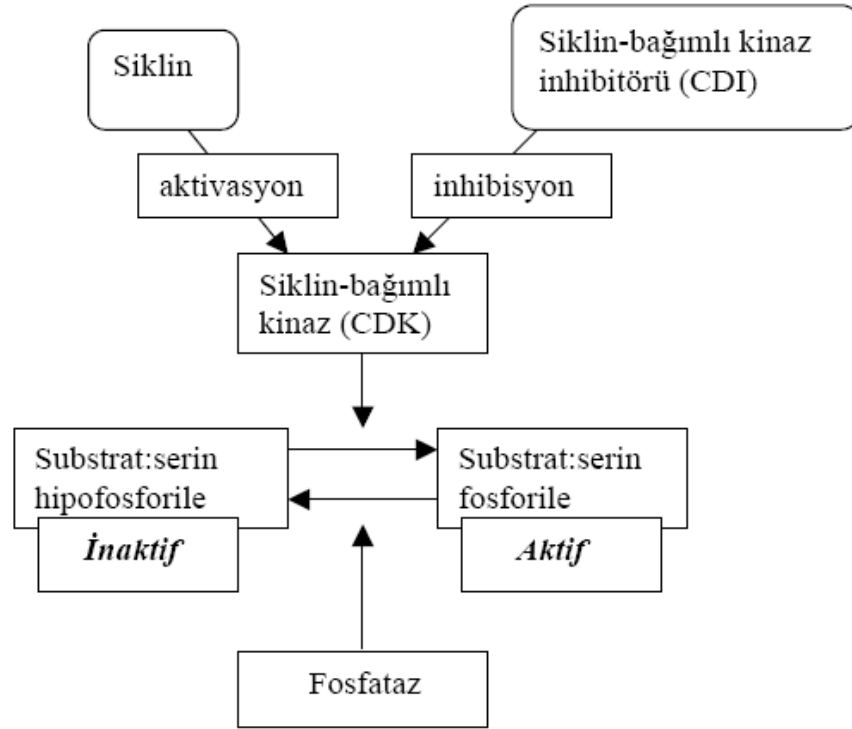 Siklin
Siklin-bağımlı kinaz
inhibitörü (CDI)
aktivasyon
inhibisyon
Siklin-bağımlı
kinaz (CDK)
Substrat:serin
hipofosforile
İnaktif
Substrat:serin
fosforile
Aktif
Fosfataz